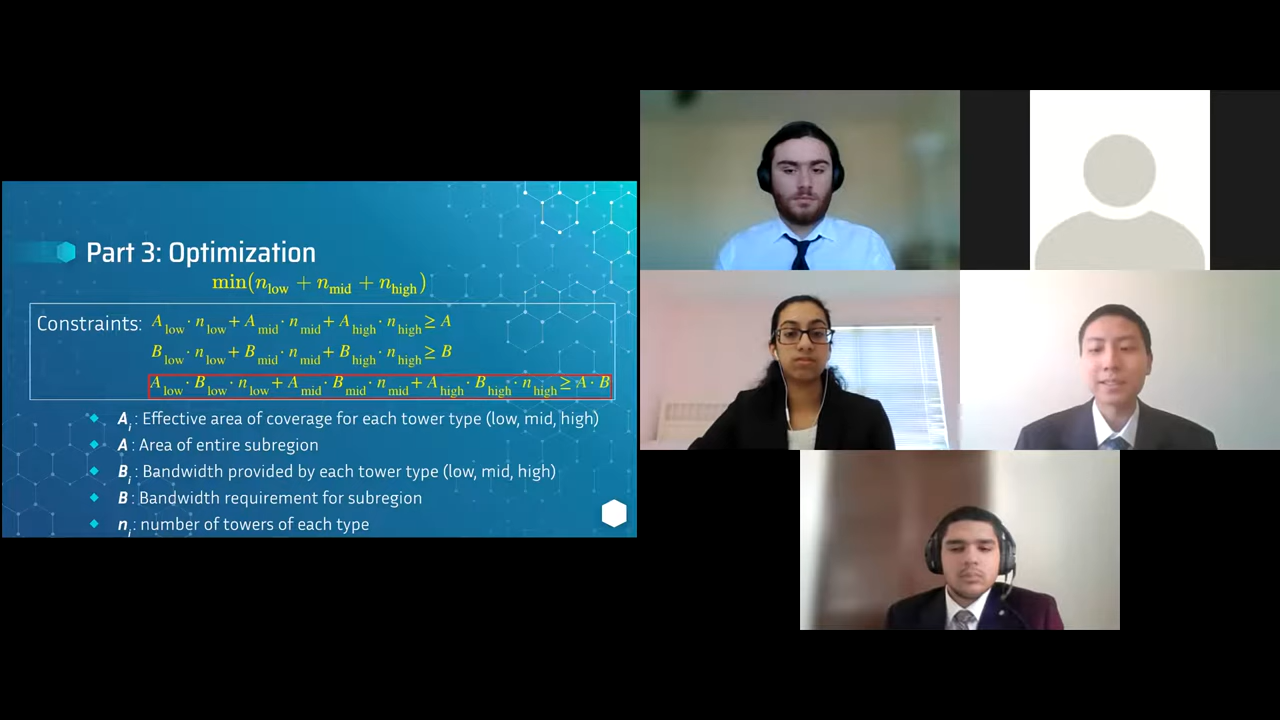 Part 3: Optimization
min(n_low + n_mid + n_high)
Constraints: A_low · n_low + A_mid · n_mid + A_high · n_high ≥ A
B_low · n_low + B_mid · n_mid + B_high · n_high ≥ B
A_low · B_low · n_low + A_mid · B_mid · n_mid + A_high · B_high · n_high ≥ A · B
A_i : Effective area of coverage for each tower type (low, mid, high)
A : Area of entire subregion
B_i : Bandwidth provided by each tower type (low, mid, high)
B : Bandwidth requirement for subregion
n_i : number of towers of each type